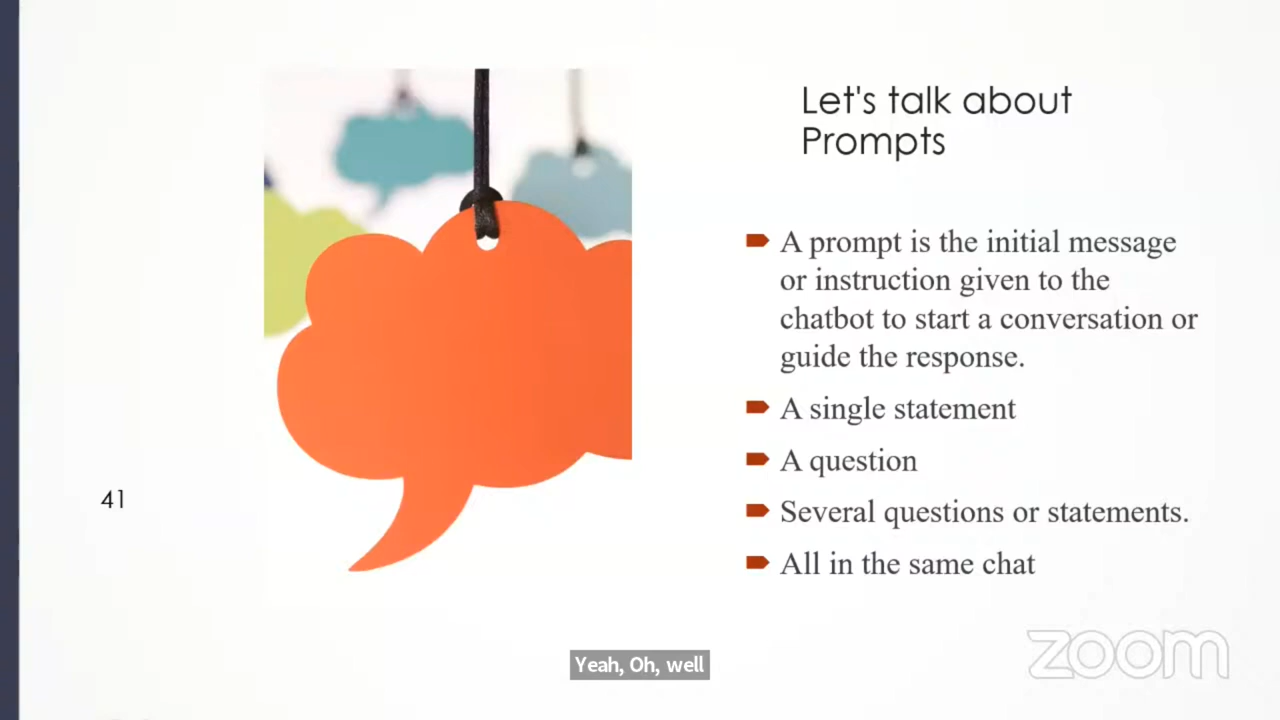 Let's talk about
Prompts
A prompt is the initial message
or instruction given to the
chatbot to start a conversation or
guide the response.
A single statement
A question
Several questions or statements.
All in the same chat
41
Yeah, Oh, well
zoom